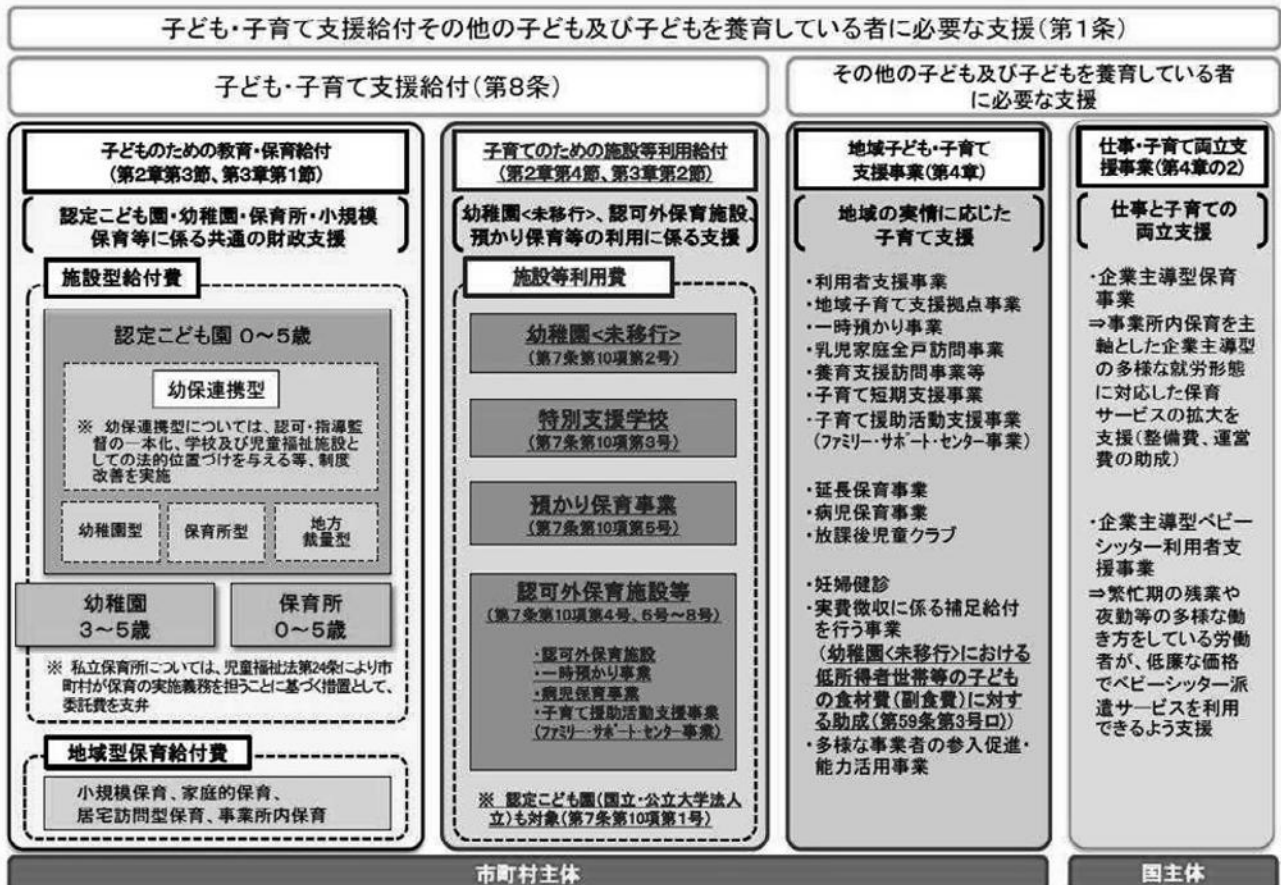 子ども・子育て支援給付その他の子ども及び子どもを養育している者に必要な支援(第1条)
子ども・子育て支援給付(第8条)
その他の子ども及び子どもを養育している者
に必要な支援
子どものための教育・保育給付
(第2章第3節、第3章第1節)
認定こども園・幼稚園・保育所・小規模
保育等に係る共通の財政支援
施設型給付費
認定こども園 0～5歳
幼保連携型
※ 幼保連携型については、認可・指導監
督の一本化、学校及び児童福祉施設と
しての法的位置づけを与える等、制度
改善を実施
幼稚園型
保育所型
地方
裁量型
幼稚園
3～5歳
保育所
0～5歳
※ 私立保育所については、児童福祉法第24条により市
町村が保育の実施義務を担うことに基づく措置として、
委託費を支弁
地域型保育給付費
小規模保育、家庭的保育、
居宅訪問型保育、事業所内保育
子育てのための施設等利用給付
(第2章第4節、第3章第2節)
幼稚園<未移行>、認可外保育施設、
預かり保育等の利用に係る支援
施設等利用費
幼稚園<未移行>
(第7条第10項第2号)
特別支援学校
(第7条第10項第3号)
預かり保育事業
(第7条第10項第5号)
認可外保育施設等
(第7条第10項第4号、6号～8号)
・認可外保育施設
・一時預かり事業
・病児保育事業
・子育て援助活動支援事業
(ファミリー・サポート・センター事業)
※ 認定こども園(国立・公立大学法人
立)も対象(第7条第10項第1号)
地域子ども・子育て
支援事業(第4章)
地域の実情に応じた
子育て支援
・利用者支援事業
・地域子育て支援拠点事業
・一時預かり事業
・乳児家庭全戸訪問事業
・養育支援訪問事業等
・子育て短期支援事業
・子育て援助活動支援事業
(ファミリー・サポート・センター事業)
・延長保育事業
・病児保育事業
・放課後児童クラブ
・妊婦健診
・実費徴収に係る補足給付
を行う事業
(幼稚園<未移行>における
低所得者世帯等の子ども
の食材費(副食費)に対す
る助成(第59条第3号ロ))
・多様な事業者の参入促進・
能力活用事業
仕事・子育て両立支
援事業(第4章の2)
仕事と子育ての
両立支援
・企業主導型保育
事業
⇒事業所内保育を主
軸とした企業主導型
の多様な就労形態
に対応した保育
サービスの拡大を
支援(整備費、運営
費の助成)
・企業主導型ベビー
シッター利用者支
援事業
⇒繁忙期の残業や
夜勤等の多様な働
き方をしている労働
者が、低廉な価格
でベビーシッター派
遣サービスを利用
できるよう支援
市町村主体
国主体